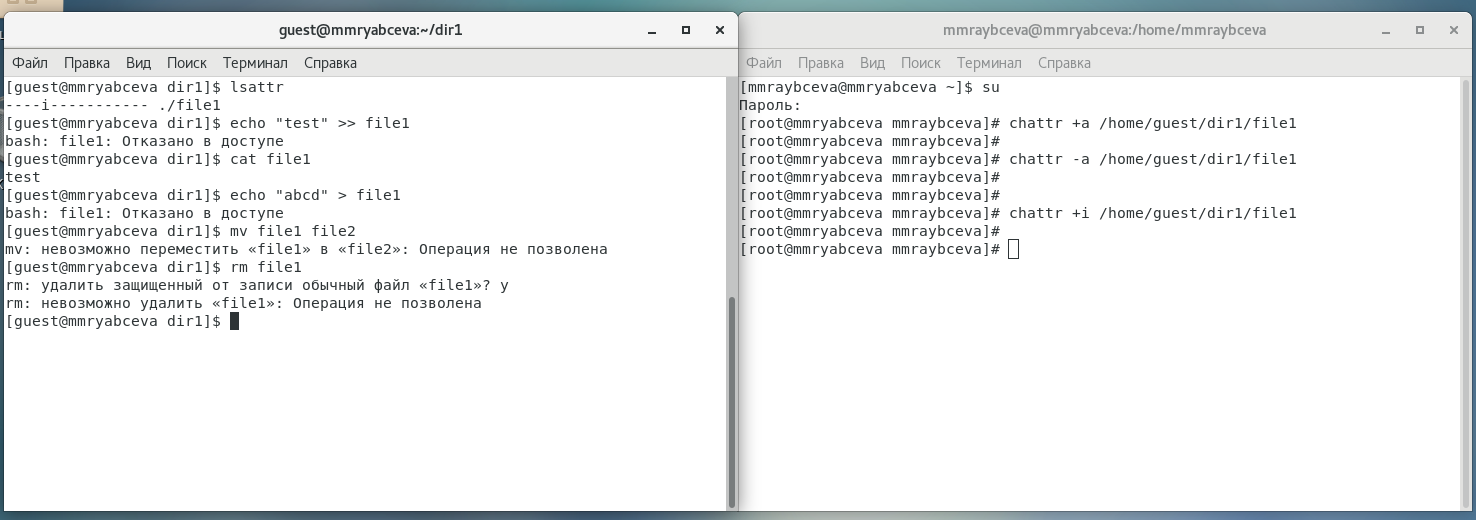 guest@mmryabceva:~/dir1
Файл Правка Вид Поиск Терминал Справка
[guest@mmryabceva dir1]$ lsattr
----i----------- ./file1
[guest@mmryabceva dir1]$ echo "test" >> file1
bash: file1: Отказано в доступе
[guest@mmryabceva dir1]$ cat file1
test
[guest@mmryabceva dir1]$ echo "abcd" > file1
bash: file1: Отказано в доступе
[guest@mmryabceva dir1]$ mv file1 file2
mv: невозможно переместить «file1» в «file2»: Операция не позволена
[guest@mmryabceva dir1]$ rm file1
rm: удалить защищенный от записи обычный файл «file1»? y
rm: невозможно удалить «file1»: Операция не позволена
[guest@mmryabceva dir1]$
mmraybceva@mmryabceva:/home/mmraybceva
Файл Правка Вид Поиск Терминал Справка
[mmraybceva@mmryabceva ~]$ su
Пароль:
[root@mmryabceva mmraybceva]# chattr +a /home/guest/dir1/file1
[root@mmryabceva mmraybceva]#
[root@mmryabceva mmraybceva]# chattr -a /home/guest/dir1/file1
[root@mmryabceva mmraybceva]#
[root@mmryabceva mmraybceva]#
[root@mmryabceva mmraybceva]# chattr +i /home/guest/dir1/file1
[root@mmryabceva mmraybceva]#
[root@mmryabceva mmraybceva]#